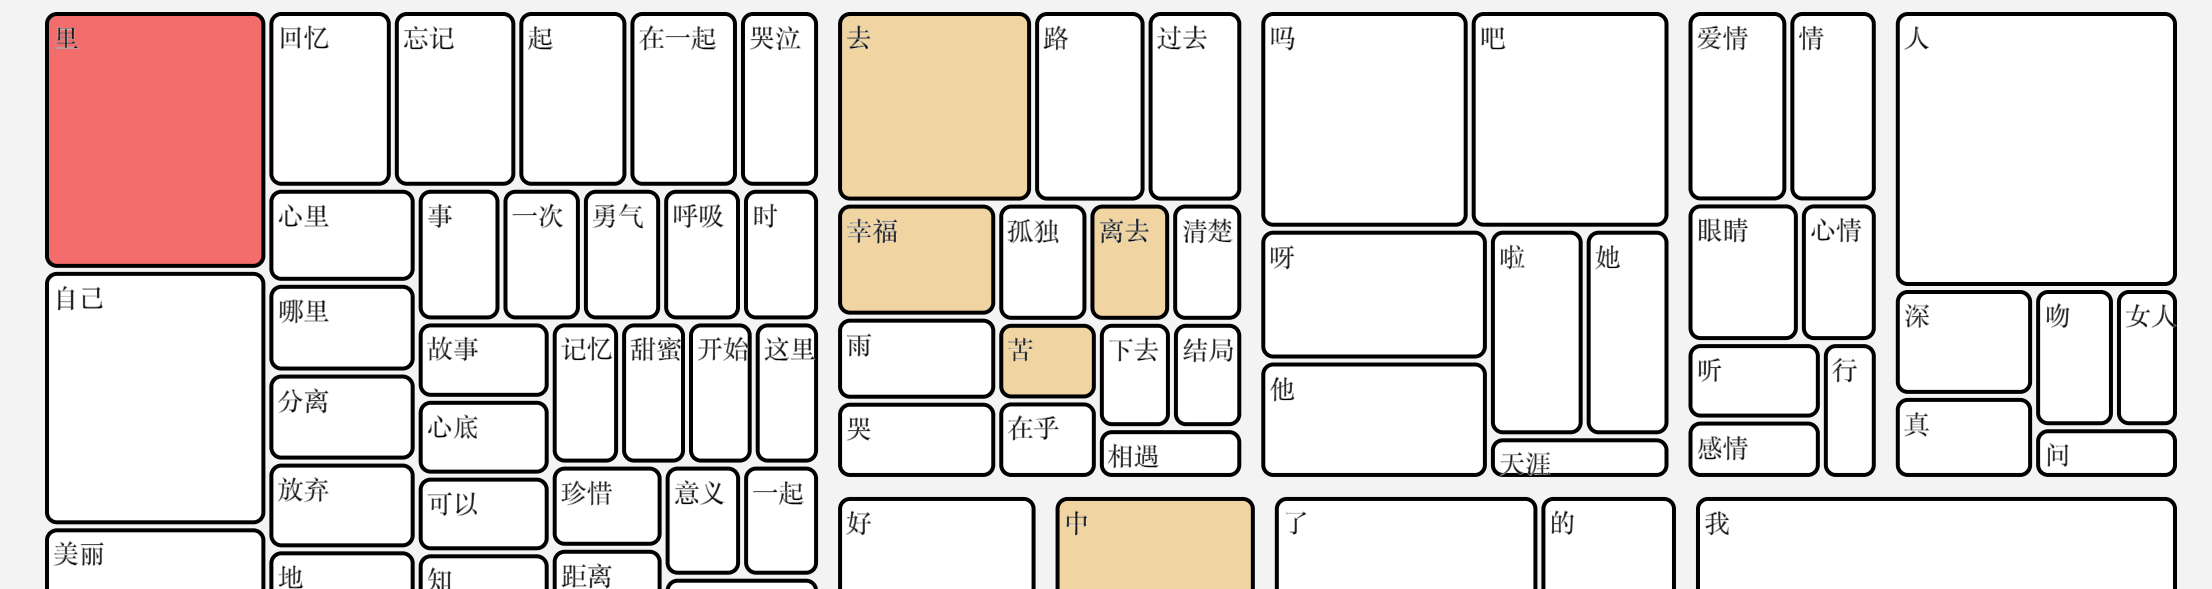 里
回忆
忘记
起
在一起
哭泣
心里
事
一次
勇气
呼吸
时
自己
哪里
故事
记忆
甜蜜
开始
这里
分离
心底
放弃
可以
珍惜
意义
一起
美丽
地
知
距离
去
路
过去
幸福
孤独
离去
清楚
雨
苦
下去
结局
哭
在乎
相遇
吗
吧
呀
啦
她
他
天涯
爱情
情
眼睛
心情
听
行
感情
人
深
吻
女人
真
问
好
中
了
的
我